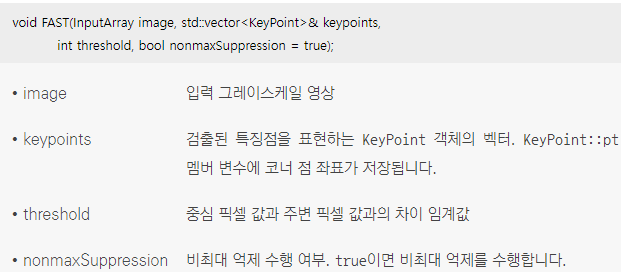 void FAST(InputArray image, std::vector<KeyPoint>& keypoints,
int threshold, bool nonmaxSuppression = true);
• image 입력 그레이스케일 영상
• keypoints 검출된 특징점을 표현하는 KeyPoint 객체의 벡터. KeyPoint::pt
멤버 변수에 코너 점 좌표가 저장됩니다.
• threshold 중심 픽셀 값과 주변 픽셀 값과의 차이 임계값
• nonmaxSuppression 비최대 억제 수행 여부. true이면 비최대 억제를 수행합니다.